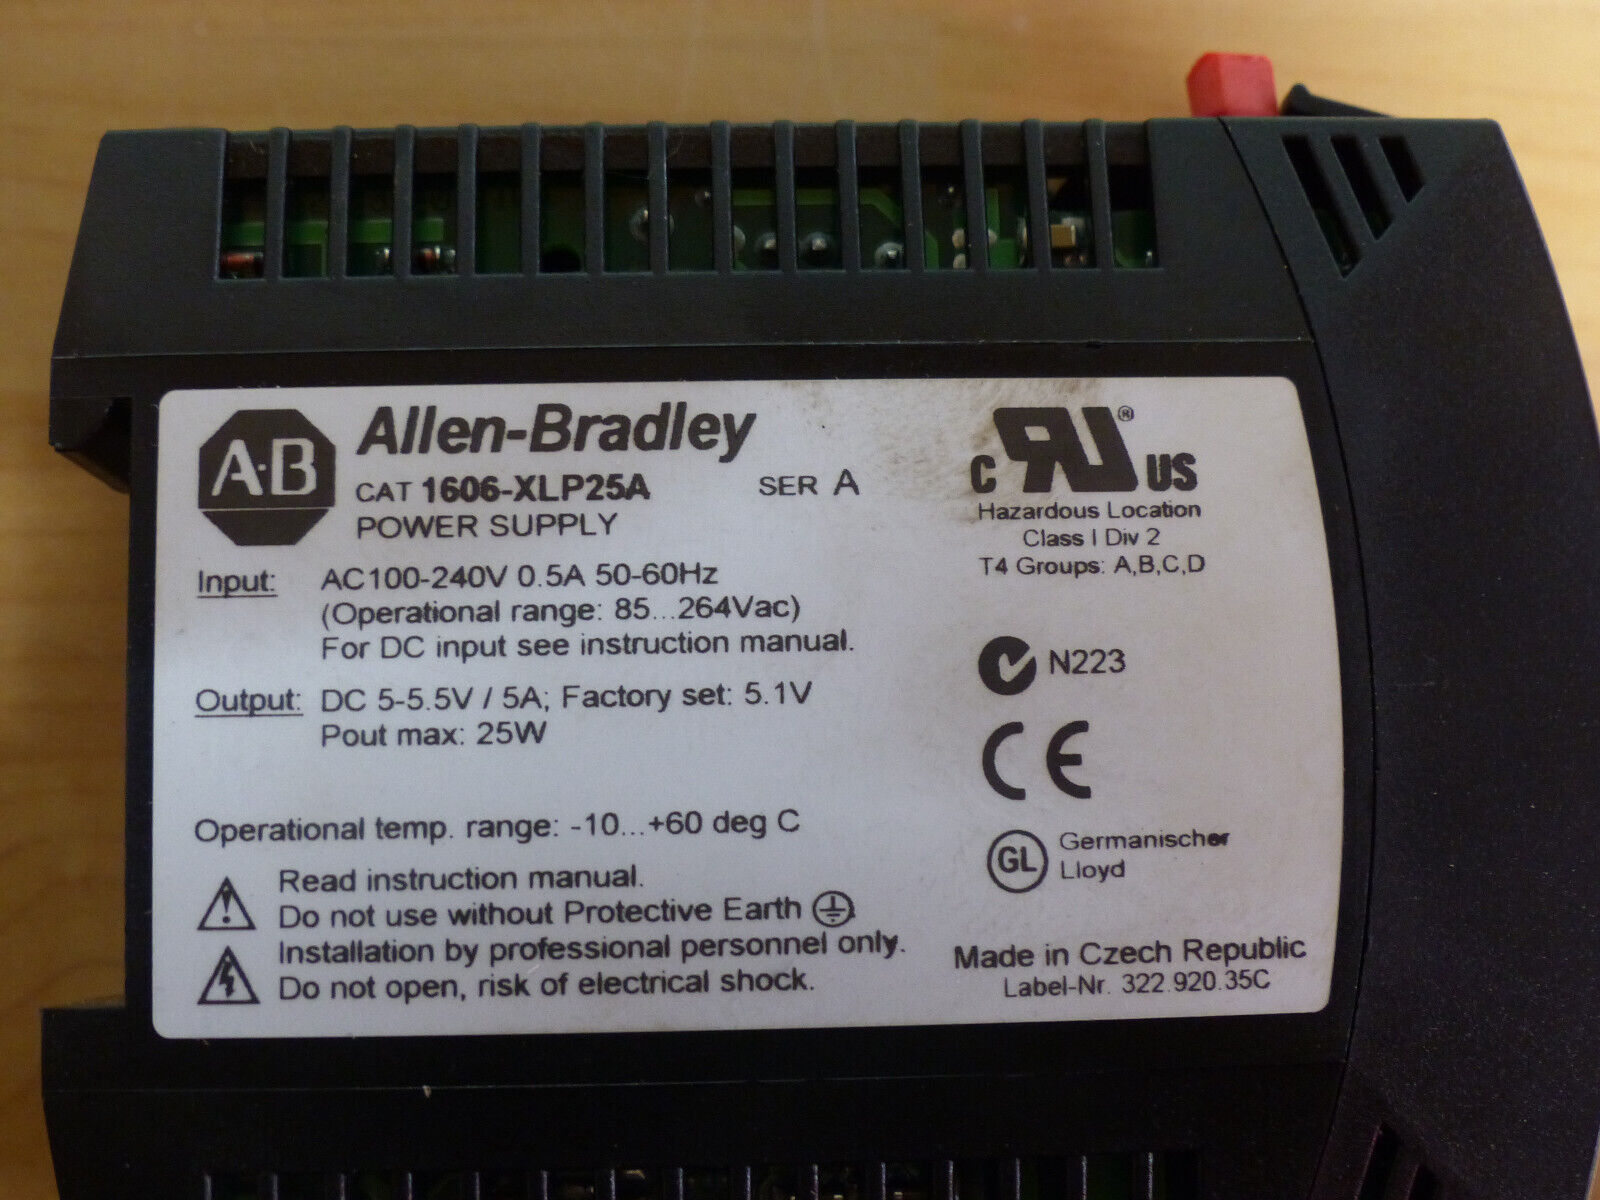 A·B Allen-Bradley
CAT 1606-XLP25A SER A
POWER SUPPLY
Input: AC100-240V 0.5A 50-60Hz
(Operational range: 85...264Vac)
For DC input see instruction manual.
Output: DC 5-5.5V / 5A; Factory set: 5.1V
Pout max: 25W
Operational temp. range: -10...+60 deg C
Read instruction manual.
Do not use without Protective Earth
Installation by professional personnel only.
Do not open, risk of electrical shock.
C RU® US
Hazardous Location
Class I Div 2
T4 Groups: A,B,C,D
N223
CE
GL Germanischer
Lloyd
Made in Czech Republic
Label-Nr. 322.920.35C